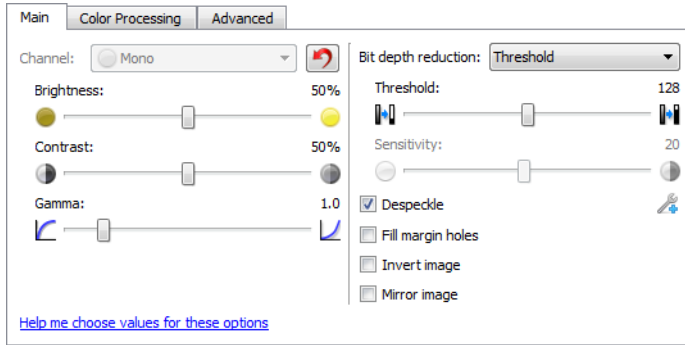 Main Color Processing Advanced
Channel: Mono
Brightness: 50%
Contrast: 50%
Gamma: 1.0
Help me choose values for these options
Bit depth reduction: Threshold
Threshold: 128
Sensitivity: 20
Despeckle
Fill margin holes
Invert image
Mirror image